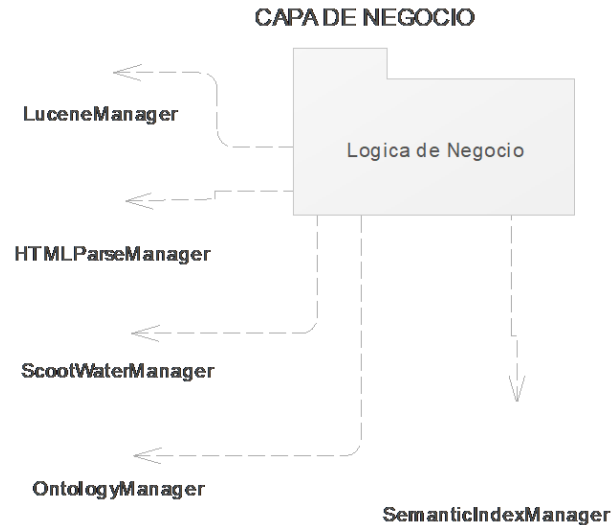 CAPA DE NEGOCIO
LuceneManager
Logica de Negocio
HTMLParseManager
ScootWaterManager
OntologyManager
SemanticIndexManager